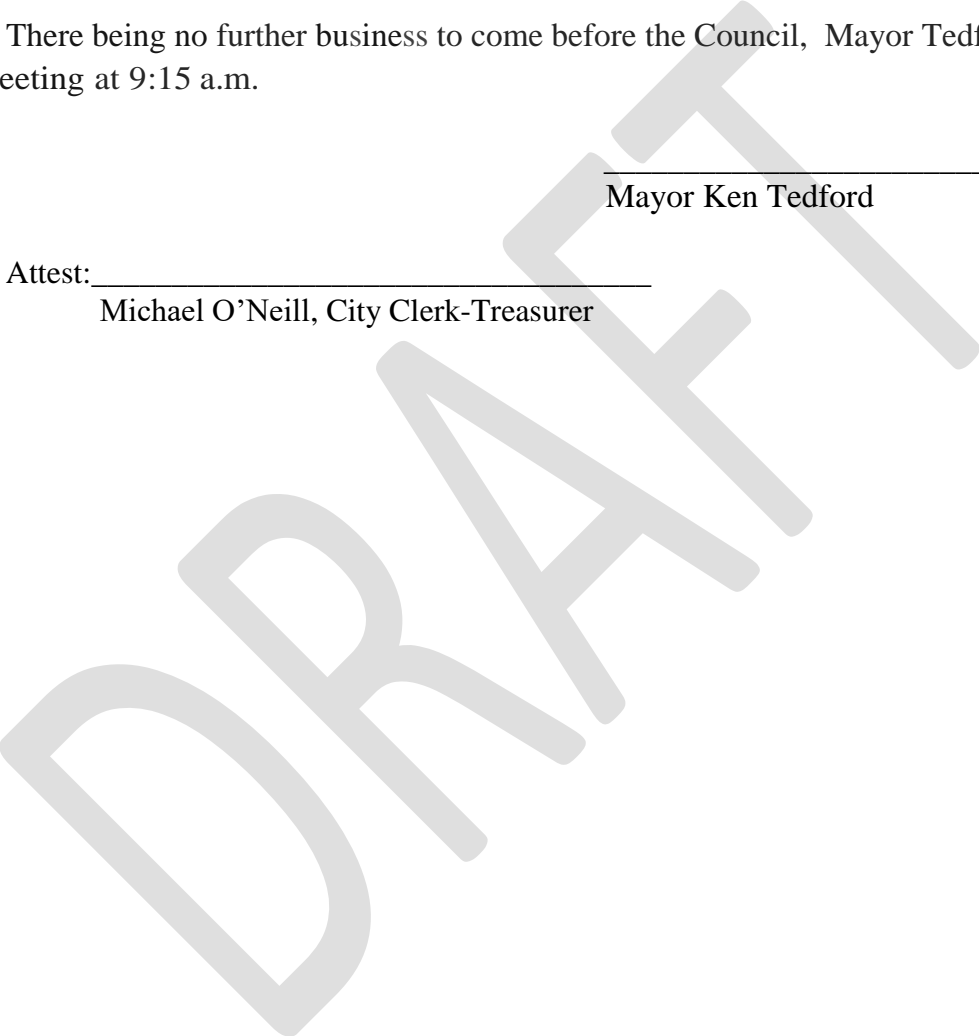 There being no further business to come before the Council, Mayor
eeting at 9:15 a.m.
Mayor Ken Tedford
Attest:___________________________________
Michael O’Neill, City Clerk-Treasurer
DRAFT